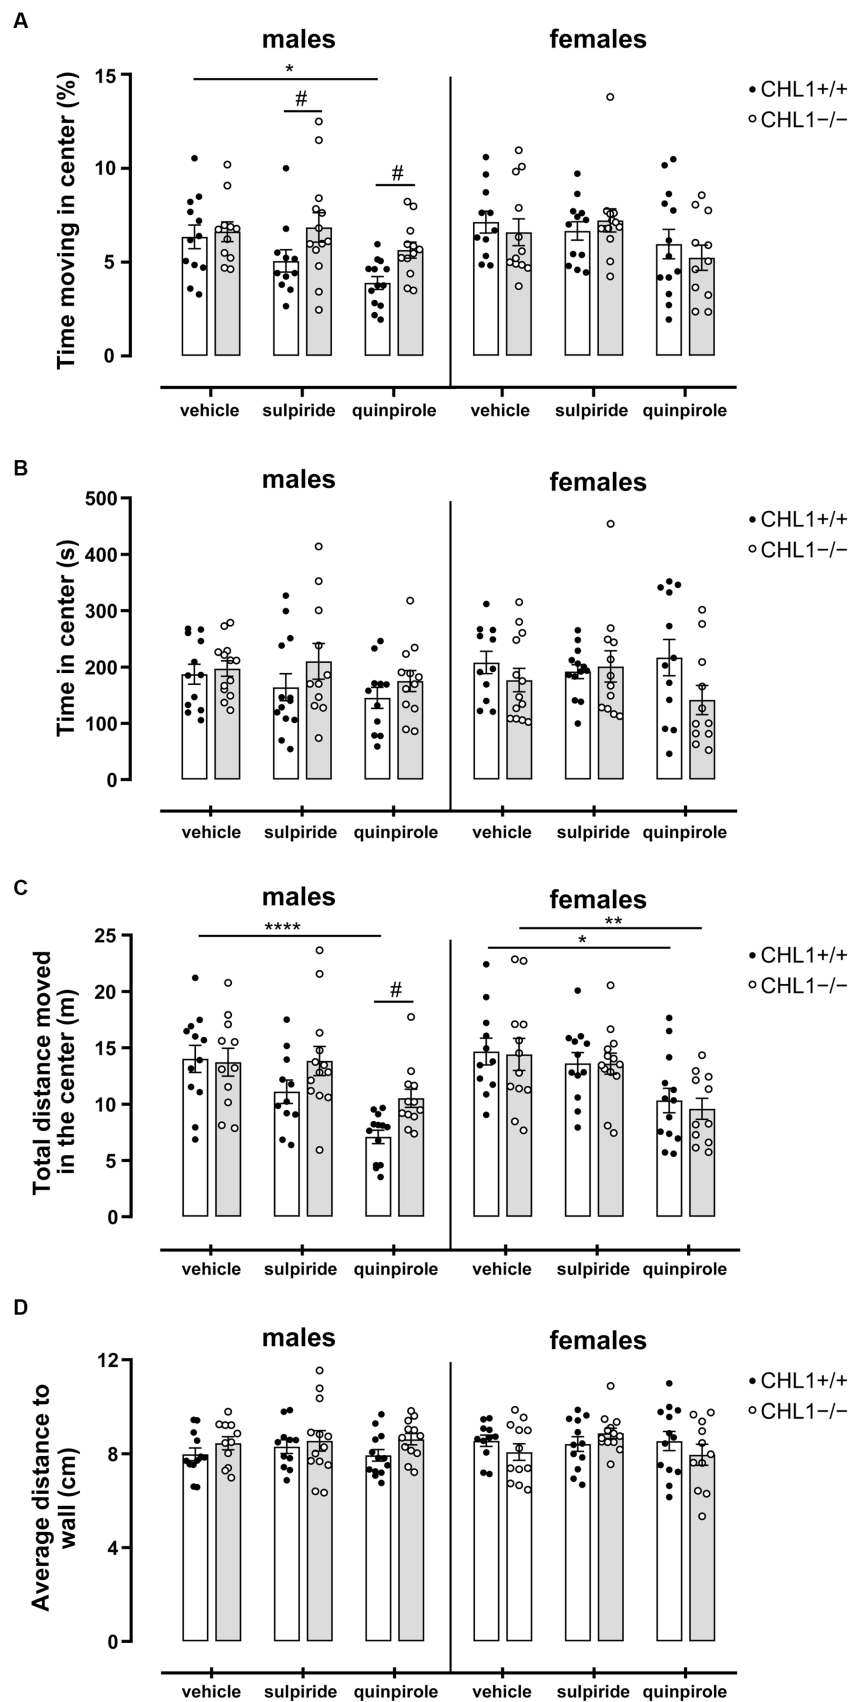 A
males
females
Time moving in center (%)
15
10
5
0
*
#
#
CHL1+/+
CHL1−/−
vehicle
sulpiride
quinpirole
vehicle
sulpiride
quinpirole
B
males
females
Time in center (s)
500
400
300
200
100
0
CHL1+/+
CHL1−/−
vehicle
sulpiride
quinpirole
vehicle
sulpiride
quinpirole
C
males
females
Total distance moved
in the center (m)
25
20
15
10
5
0
****
#
**
*
CHL1+/+
CHL1−/−
vehicle
sulpiride
quinpirole
vehicle
sulpiride
quinpirole
D
males
females
Average distance to
wall (cm)
12
8
4
0
CHL1+/+
CHL1−/−
vehicle
sulpiride
quinpirole
vehicle
sulpiride
quinpirole